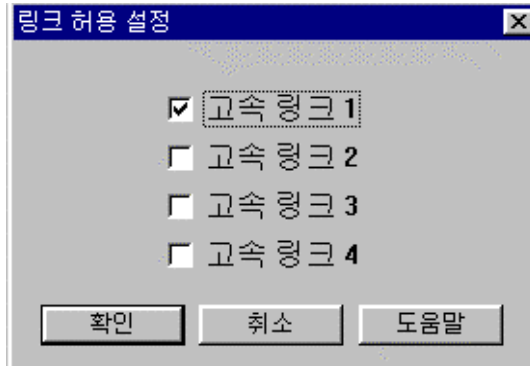 링크 허용 설정
고속 링크 1
고속 링크 2
고속 링크 3
고속 링크 4
확인 취소 도움말